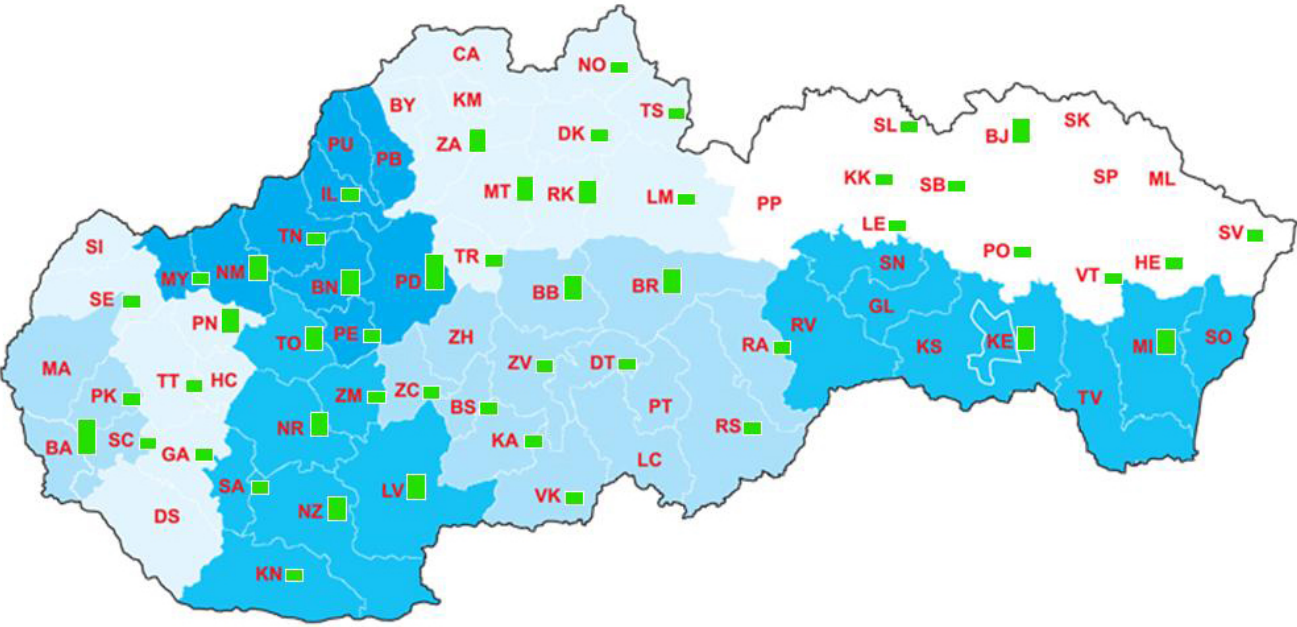 CA
NO
BY
KM
TS
SL
BJ
SK
PU
PB
ZA
DK
IL
MT
RK
LM
KK
SB
SP
ML
PP
LE
SV
SI
TN
TR
SN
PO
HE
VT
MY
NM
BN
PD
BB
BR
SE
PN
GL
RV
TO
PE
ZH
RA
KS
KE
MI
SO
MA
TT
HC
ZV
DT
PK
ZM
ZC
BS
PT
TV
BA
SC
GA
NR
KA
RS
LC
SA
LV
VK
DS
NZ
KN